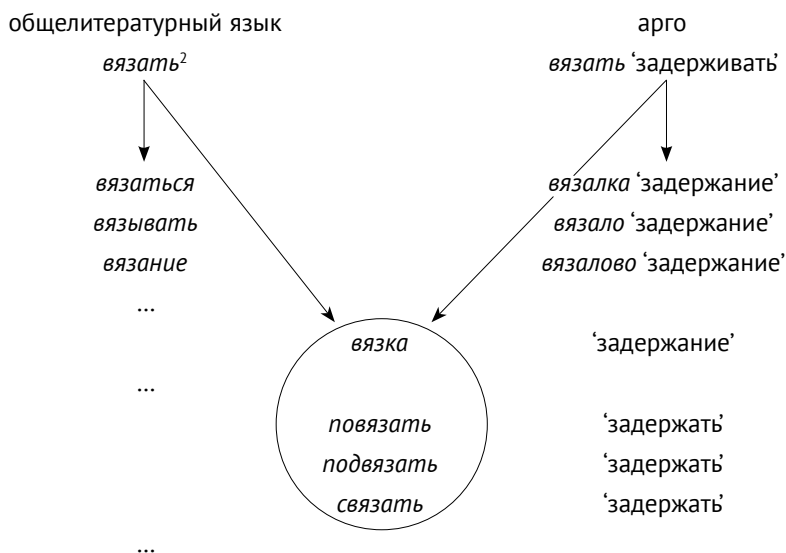 общелитературный язык арго
вязать² вязать ‘задерживать’
вязаться вязалка ‘задержание’
вязывать вязало ‘задержание’
вязание вязалово ‘задержание’
...
вязка ‘задержание’
...
повязать ‘задержать’
подвязать ‘задержать’
связать ‘задержать’
...